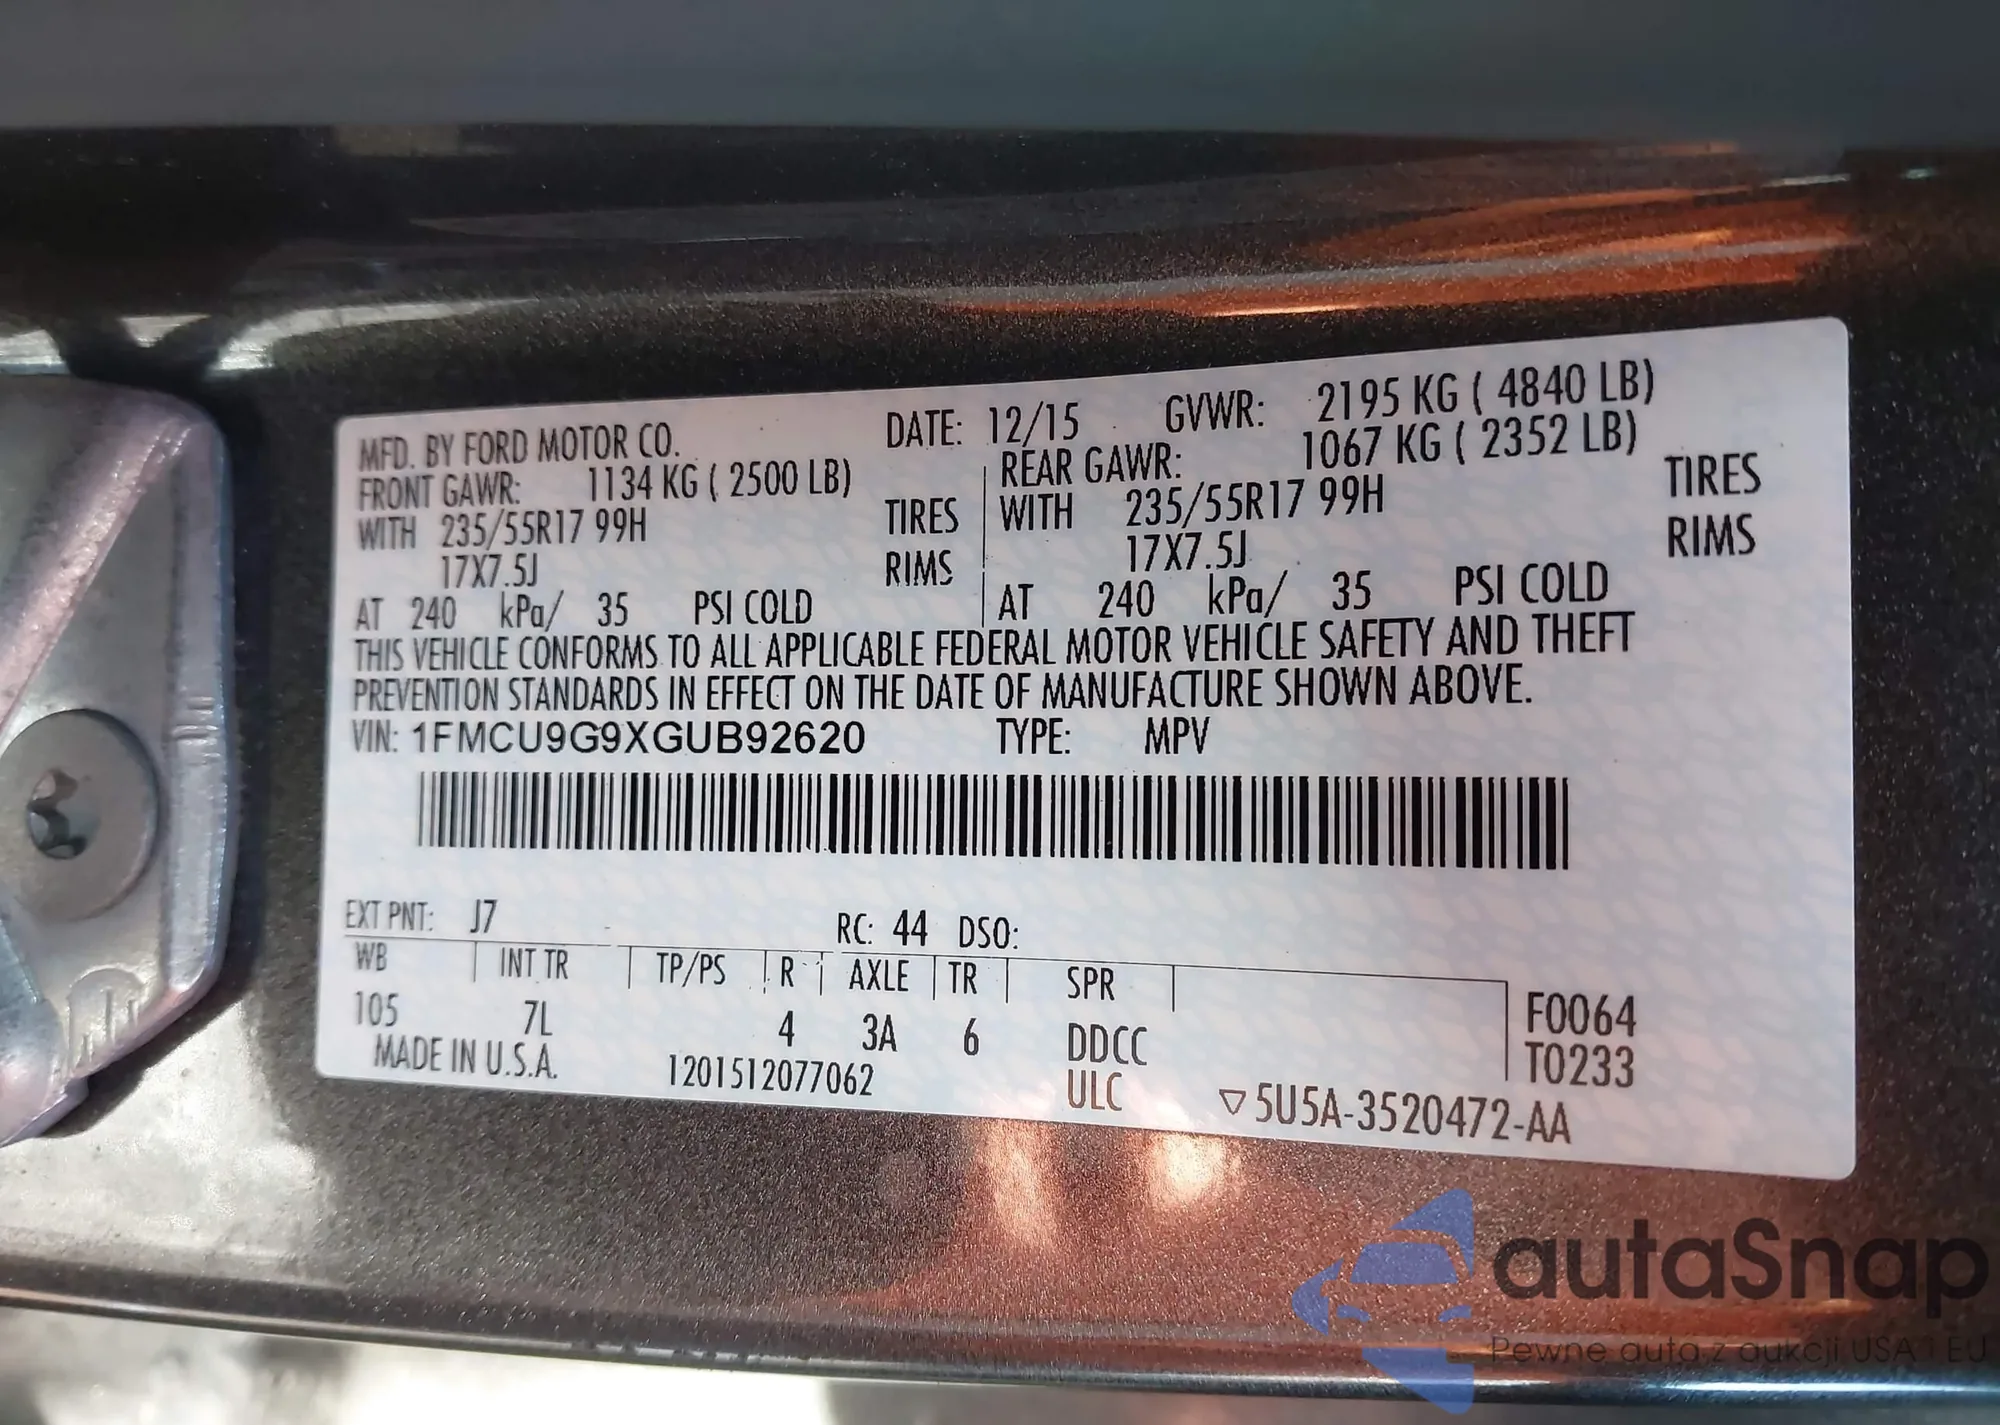 MFD. BY FORD MOTOR CO. DATE: 12/15 GVWR: 2195 KG ( 4840 LB)
FRONT GAWR: 1134 KG ( 2500 LB) REAR GAWR: 1067 KG ( 2352 LB)
WITH 235/55R17 99H TIRES WITH 235/55R17 99H TIRES
17X7.5J RIMS 17X7.5J RIMS
AT 240 kPa/ 35 PSI COLD AT 240 kPa/ 35 PSI COLD
THIS VEHICLE CONFORMS TO ALL APPLICABLE FEDERAL MOTOR VEHICLE SAFETY AND THEFT
PREVENTION STANDARDS IN EFFECT ON THE DATE OF MANUFACTURE SHOWN ABOVE.
VIN: 1FMCU9G9XGUB92620 TYPE: MPV
EXT PNT: J7 RC: 44 DSO:
WB INT TR TP/PS R AXLE TR SPR F0064
105 7L 4 3A 6 DDCC T0233
MADE IN U.S.A. 1201512077062 ULC ▽5U5A-3520472-AA
autaSnap
Pewne auta z aukcji USA i EU